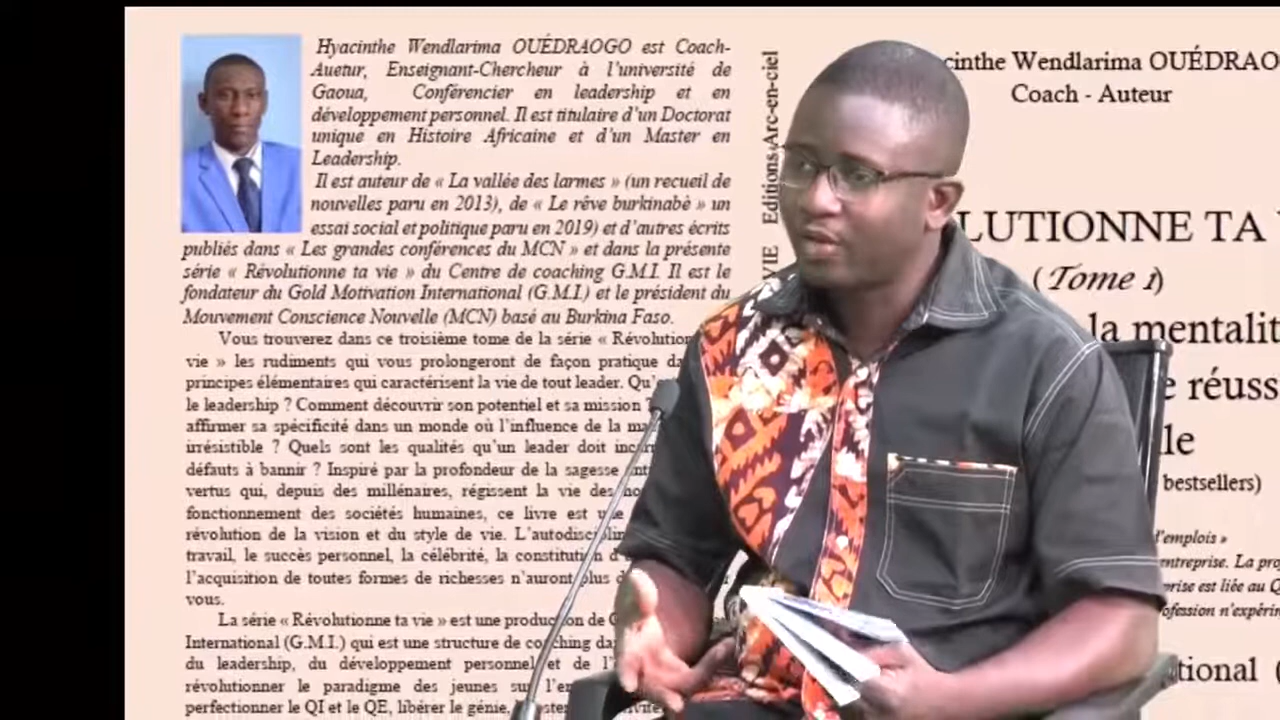 Hyacinthe Wendlarima OUÉDRAOGO est Coach-
Auetur, Enseignant-Chercheur à l'université de
Gaoua, Conférencier en leadership et en
développement personnel. Il est titulaire d'un Doctorat
unique en Histoire Africaine et d'un Master en
Leadership.
Il est auteur de « La vallée des larmes » (un recueil de
nouvelles paru en 2013), de « Le rêve burkinabè » un
essai social et politique paru en 2019) et d'autres écrits
publiés dans « Les grandes conférences du MCN » et dans la présente
série « Révolutionne ta vie » du Centre de coaching G.M.I. Il est le
fondateur du Gold Motivation International (G.M.I.) et le président du
Mouvement Conscience Nouvelle (MCN) basé au Burkina Faso.
Vous trouverez dans ce troisième tome de la série « Révolution
vie » les rudiments qui vous prolongeront de façon pratique da
principes élémentaires qui caractérisent la vie de tout leader. Qu'
le leadership ? Comment découvrir son potentiel et sa mission ?
affirmer sa spécificité dans un monde où l'influence de la ma
irrésistible ? Quels sont les qualités qu'un leader doit incar
défauts à bannir ? Inspiré par la profondeur de la sagesse
vertus qui, depuis des millénaires, régissent la vie des
fonctionnement des sociétés humaines, ce livre est une
révolution de la vision et du style de vie. L'autodisciplin
travail, le succès personnel, la célébrité, la constitution d'
l'acquisition de toutes formes de richesses n'auront plus d
vous.
La série « Révolutionne ta vie » est une production de G
International (G.M.I.) qui est une structure de coaching da
du leadership, du développement personnel et de l'
révolutionner le paradigme des jeunes sur l'en
perfectionner le QI et le QE, libérer le génie,
VIE Editions Arc-en-ciel
cinthe Wendlarima OUÉDRAO
Coach - Auteur
LUTIONNE TA
(Tome 1)
la mentalit
e réuss
le
bestsellers)
d'emplois »
entreprise. La pro
prise est liée au Q
ofession n'expéri
tional (